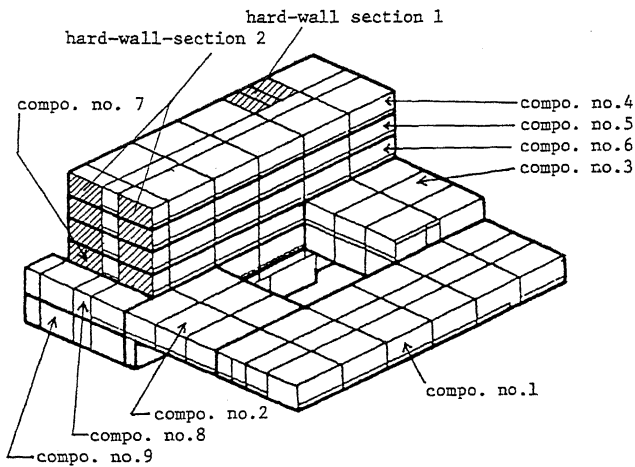 hard-wall section 1
hard-wall-section 2
compo. no. 7
compo. no.4
compo. no.5
compo. no.6
compo. no.3
compo. no.1
compo. no.2
compo. no.8
compo. no.9